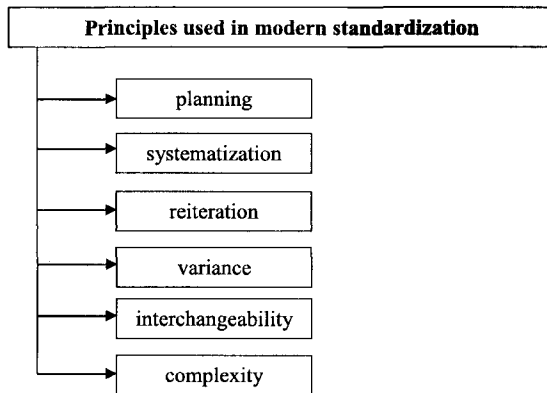 Principles used in modern standardization
planning
systematization
reiteration
variance
interchangeability
complexity